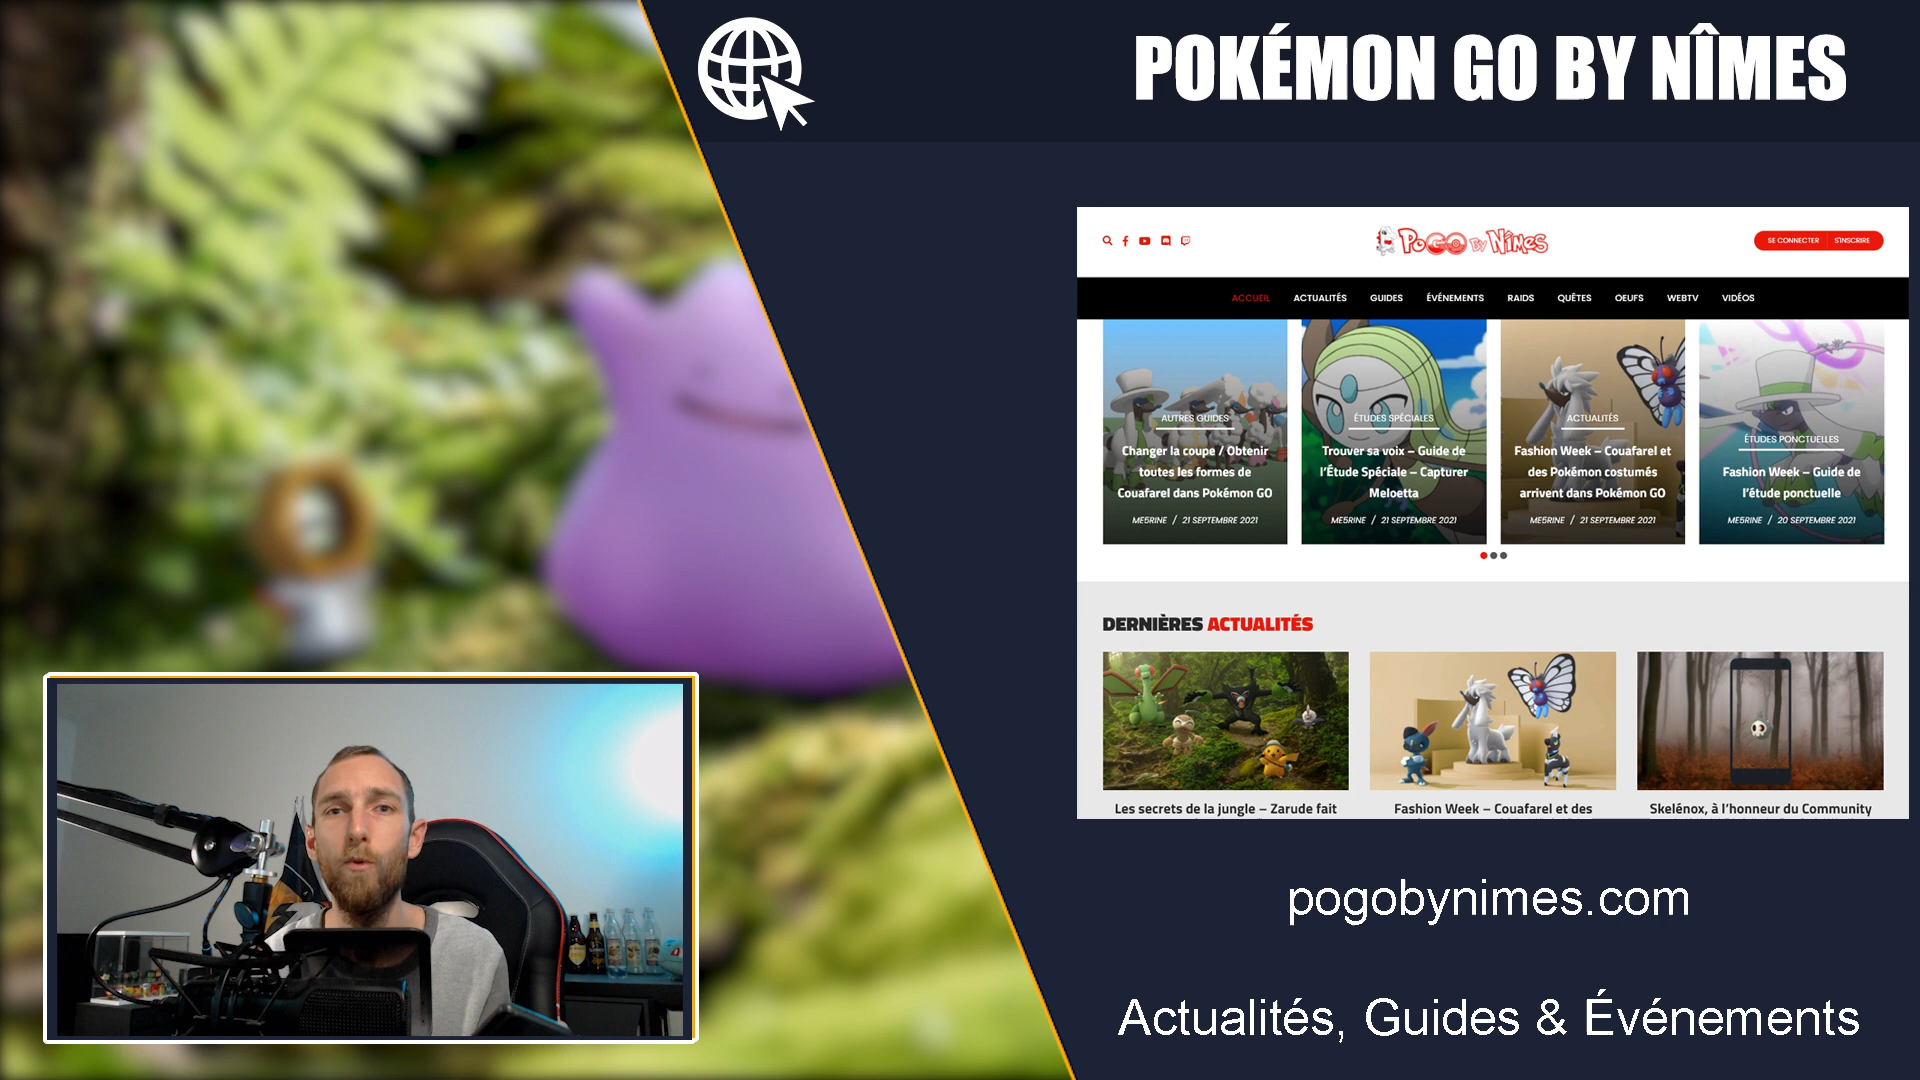 POKÉMON GO BY NÎMES
POGO BY NÎMES
SE CONNECTER S'INSCRIRE
ACCUEIL ACTUALITÉS GUIDES ÉVÉNEMENTS RAIDS QUÊTES OEUFS WEBTV VIDÉOS
AUTRES GUIDES
Changer la coupe / Obtenir
toutes les formes de
Couafarel dans Pokémon GO
ME5RINE / 21 SEPTEMBRE 2021
ÉTUDES SPÉCIALES
Trouver sa voix – Guide de
l'Étude Spéciale – Capturer
Meloetta
ME5RINE / 21 SEPTEMBRE 2021
ACTUALITÉS
Fashion Week – Couafarel et
des Pokémon costumés
arrivent dans Pokémon GO
ME5RINE / 21 SEPTEMBRE 2021
ÉTUDES PONCTUELLES
Fashion Week – Guide de
l'étude ponctuelle
ME5RINE / 20 SEPTEMBRE 2021
DERNIÈRES ACTUALITÉS
Les secrets de la jungle – Zarude fait
Fashion Week – Couafarel et des
Skelénox, à l'honneur du Community
pogobynimes.com
Actualités, Guides & Événements